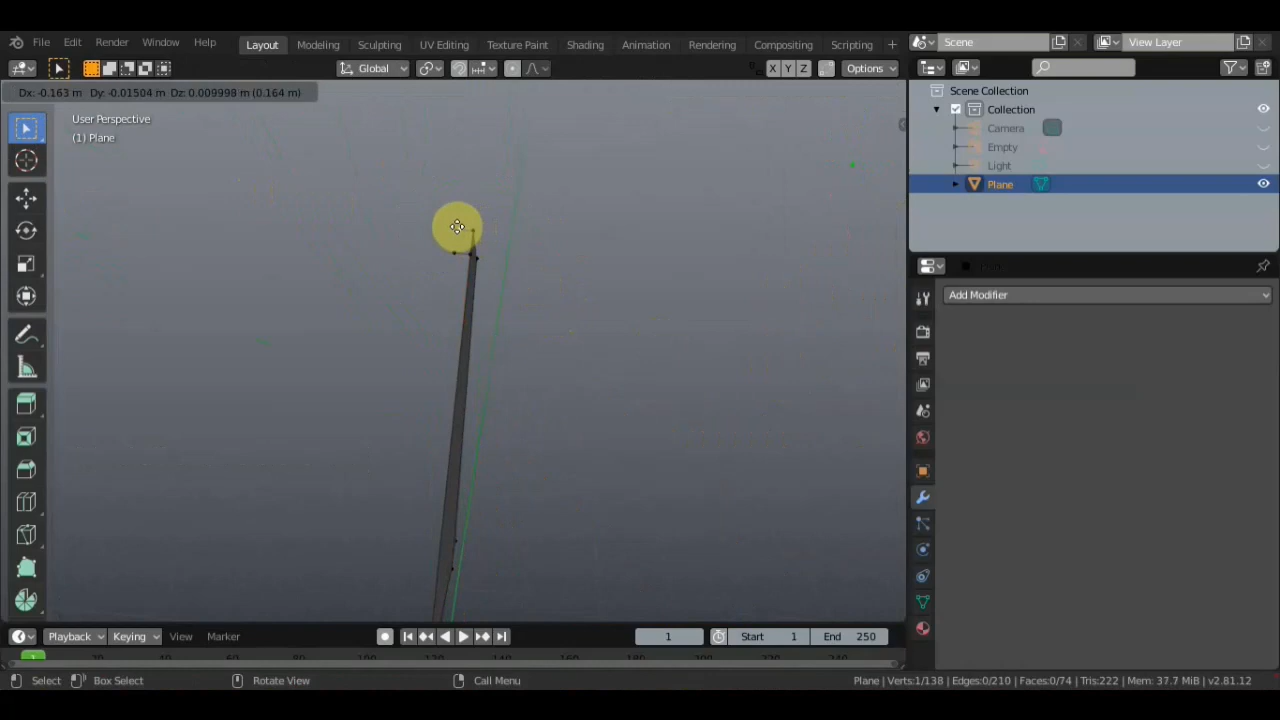 File Edit Render Window Help
Layout Modeling Sculpting UV Editing Texture Paint Shading Animation Rendering Compositing Scripting +
Scene
View Layer
Global
X Y Z
Options
Dx: -0.163 m Dy: -0.01504 m Dz: 0.009998 m (0.164 m)
User Perspective
(1) Plane
Scene Collection
Collection
Camera
Empty
Light
Plane
Add Modifier
Playback Keying View Marker
1
Start 1
End 250
Select Box Select Rotate View Call Menu
Plane | Verts:1/138 | Edges:0/210 | Faces:0/74 | Tris:222 | Mem: 37.7 MiB | v2.81.12